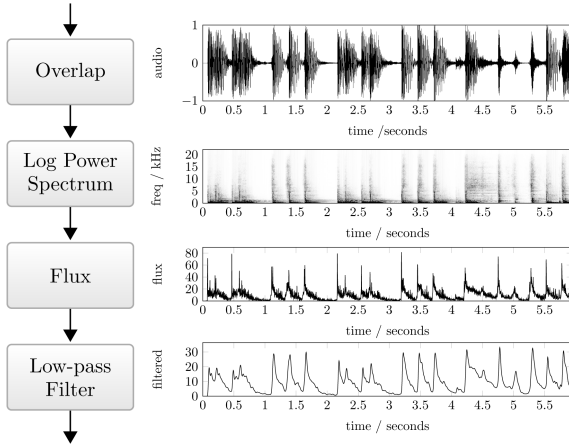 Overlap
Log Power
Spectrum
Flux
Low-pass
Filter
audio
1
0
−1
0 0.5 1 1.5 2 2.5 3 3.5 4 4.5 5 5.5
time /seconds
freq / kHz
20
15
10
5
0
0 0.5 1 1.5 2 2.5 3 3.5 4 4.5 5 5.5
time / seconds
flux
80
60
40
20
0
0 0.5 1 1.5 2 2.5 3 3.5 4 4.5 5 5.5
time / seconds
filtered
30
20
10
0
0 0.5 1 1.5 2 2.5 3 3.5 4 4.5 5 5.5
time / seconds